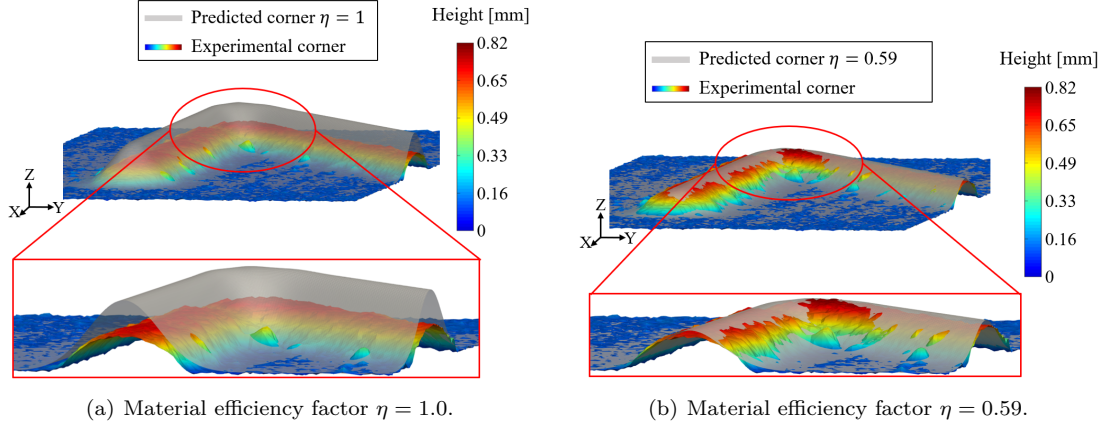 Predicted corner η = 1
Experimental corner
Height [mm]
0.82
0.65
0.49
0.33
0.16
0
Z
X
Y
(a) Material efficiency factor η = 1.0.
Predicted corner η = 0.59
Experimental corner
Height [mm]
0.82
0.65
0.49
0.33
0.16
0
Z
X
Y
(b) Material efficiency factor η = 0.59.